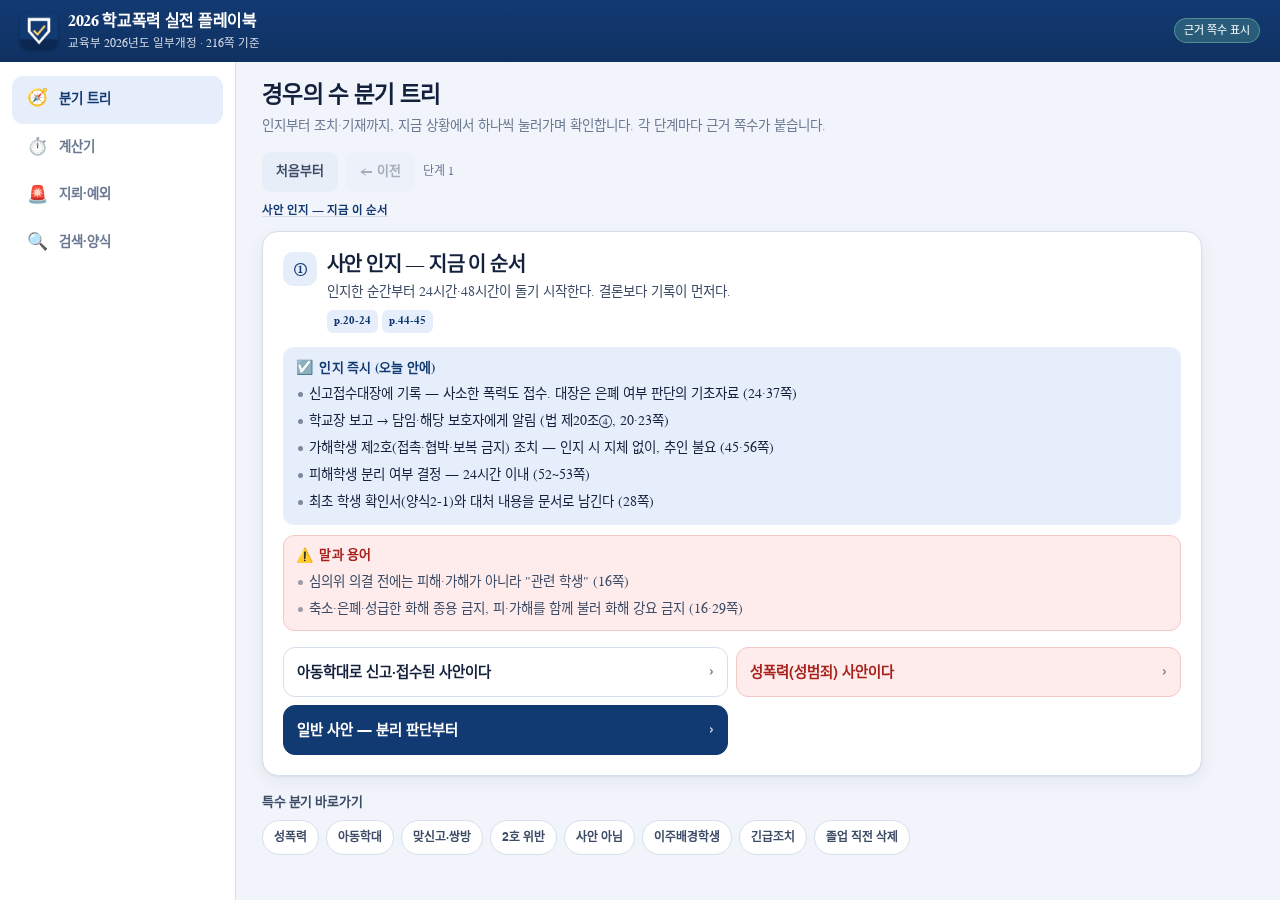 2026 학교폭력 실전 플레이북
교육부 2026년도 일부개정 · 216쪽 기준
근거 쪽수 표시
분기 트리
계산기
지뢰·예외
검색·양식
경우의 수 분기 트리
인지부터 조치·기재까지, 지금 상황에서 하나씩 눌러가며 확인합니다. 각 단계마다 근거 쪽수가 붙습니다.
처음부터
← 이전
단계 1
사안 인지 — 지금 이 순서
① 사안 인지 — 지금 이 순서
인지한 순간부터 24시간·48시간이 돌기 시작한다. 결론보다 기록이 먼저다.
p.20-24 p.44-45
☑️ 인지 즉시 (오늘 안에)
• 신고접수대장에 기록 — 사소한 폭력도 접수. 대장은 은폐 여부 판단의 기초자료 (24·37쪽)
• 학교장 보고 → 담임·해당 보호자에게 알림 (법 제20조④, 20·23쪽)
• 가해학생 제2호(접촉·협박·보복 금지) 조치 — 인지 시 지체 없이, 추인 불요 (45·56쪽)
• 피해학생 분리 여부 결정 — 24시간 이내 (52~53쪽)
• 최초 학생 확인서(양식2-1)와 대처 내용을 문서로 남긴다 (28쪽)
⚠️ 말과 용어
• 심의위 의결 전에는 피해·가해가 아니라 "관련 학생" (16쪽)
• 축소·은폐·성급한 화해 종용 금지, 피·가해를 함께 불러 화해 강요 금지 (16·29쪽)
아동학대로 신고·접수된 사안이다 ›
성폭력(성범죄) 사안이다 ›
일반 사안 — 분리 판단부터 ›
특수 분기 바로가기
성폭력
아동학대
맞신고·쌍방
2호 위반
사안 아님
이주배경학생
긴급조치
졸업 직전 삭제